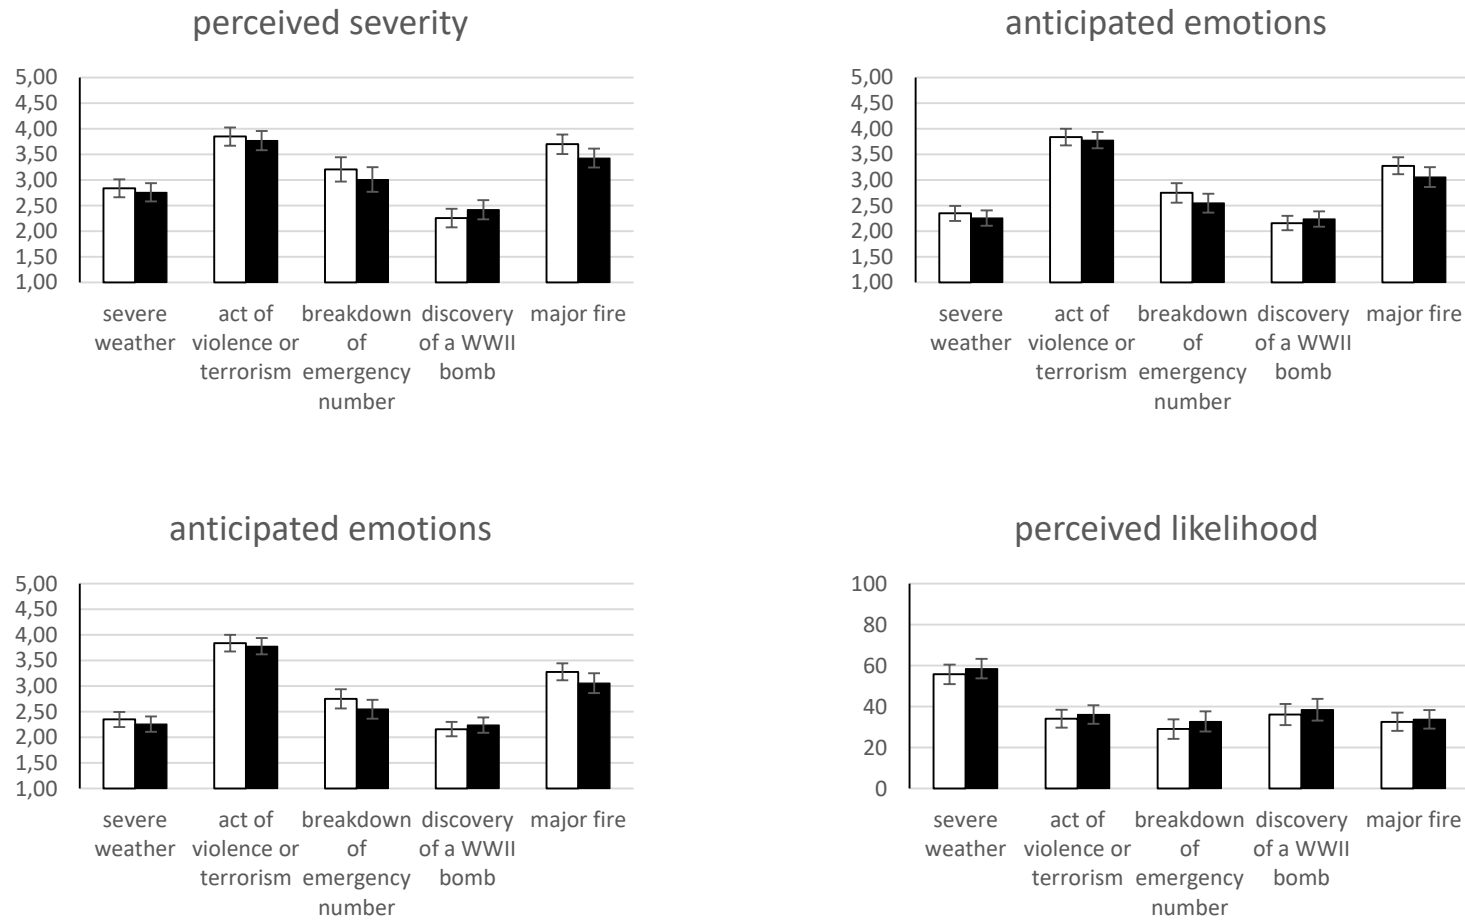 perceived severity
5,00
4,50
4,00
3,50
3,00
2,50
2,00
1,50
1,00
severe
weather
act of
violence or
terrorism
breakdown
of
emergency
number
discovery
of a WWII
bomb
major fire
anticipated emotions
5,00
4,50
4,00
3,50
3,00
2,50
2,00
1,50
1,00
severe
weather
act of
violence or
terrorism
breakdown
of
emergency
number
discovery
of a WWII
bomb
major fire
anticipated emotions
5,00
4,50
4,00
3,50
3,00
2,50
2,00
1,50
1,00
severe
weather
act of
violence or
terrorism
breakdown
of
emergency
number
discovery
of a WWII
bomb
major fire
perceived likelihood
100
80
60
40
20
0
severe
weather
act of
violence or
terrorism
breakdown
of
emergency
number
discovery
of a WWII
bomb
major fire